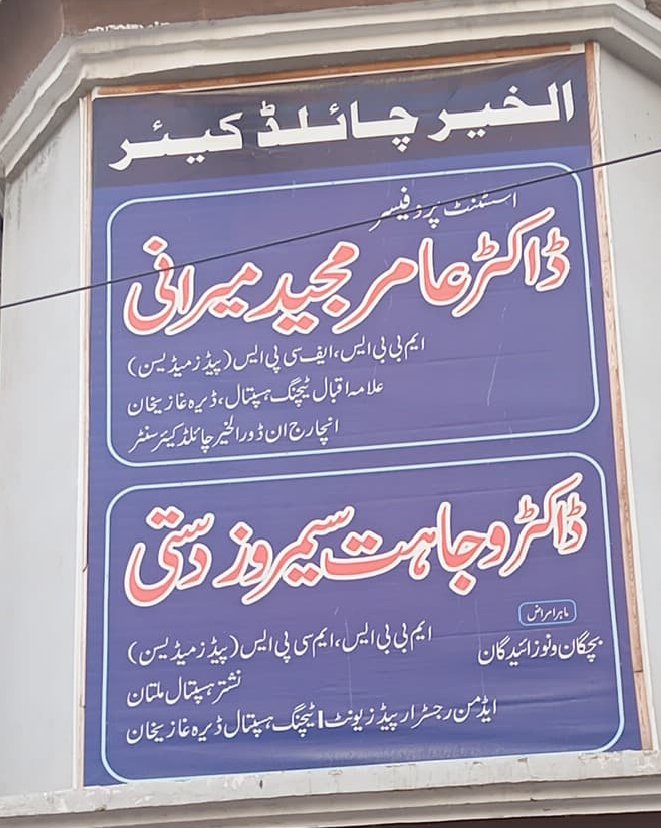 الخیر چائلڈ کیئر
اسسٹنٹ پروفیسر
ڈاکٹر عامر مجید میرانی
ایم بی بی ایس، ایف سی پی ایس (پیڈز میڈیسن)
علامہ اقبال ٹیچنگ ہسپتال، ڈیرہ غازیخان
انچارج ان ڈور الخیر چائلڈ کیئر سنٹر
ڈاکٹر وجاہت سیمروز دستی
ماہر امراض
بچگان و نوزائیدگان
ایم بی بی ایس، ایم سی پی ایس (پیڈز میڈیسن)
نشتر ہسپتال ملتان
ایڈمن رجسٹرار پیڈز یونٹ I ٹیچنگ ہسپتال ڈیرہ غازیخان